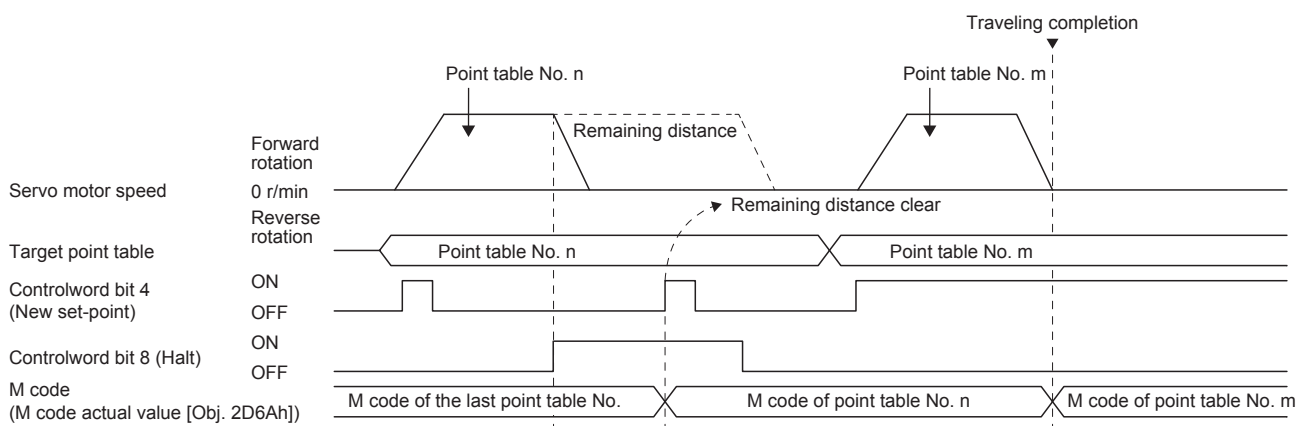 Traveling completion
Point table No. n
Point table No. m
Remaining distance
Forward
rotation
Servo motor speed
0 r/min
Remaining distance clear
Reverse
rotation
Target point table
Point table No. n
Point table No. m
Controlword bit 4
(New set-point)
ON
OFF
Controlword bit 8 (Halt)
ON
OFF
M code
(M code actual value [Obj. 2D6Ah])
M code of the last point table No.
M code of point table No. n
M code of point table No. m